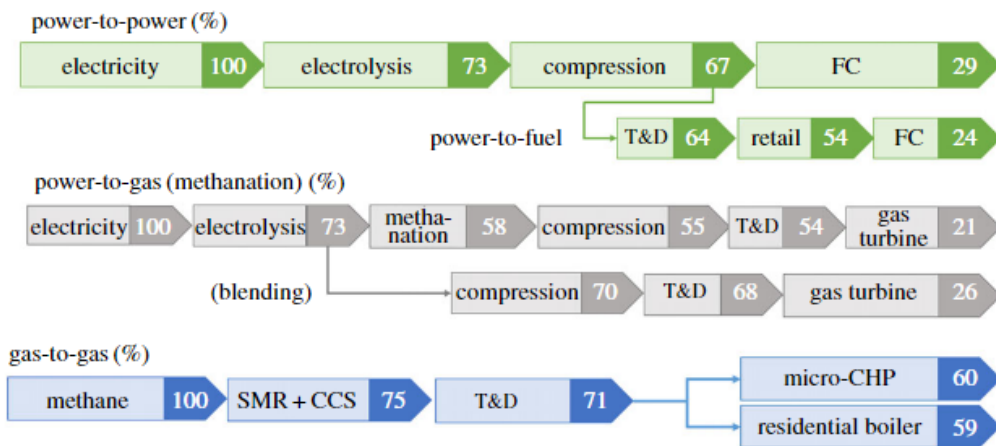 power-to-power (%)
electricity 100 electrolysis 73 compression 67 FC 29
power-to-fuel T&D 64 retail 54 FC 24
power-to-gas (methanation) (%)
electricity 100 electrolysis 73 metha-
nation 58 compression 55 T&D 54 gas
turbine 21
(blending) compression 70 T&D 68 gas turbine 26
gas-to-gas (%)
methane 100 SMR + CCS 75 T&D 71
micro-CHP 60
residential boiler 59